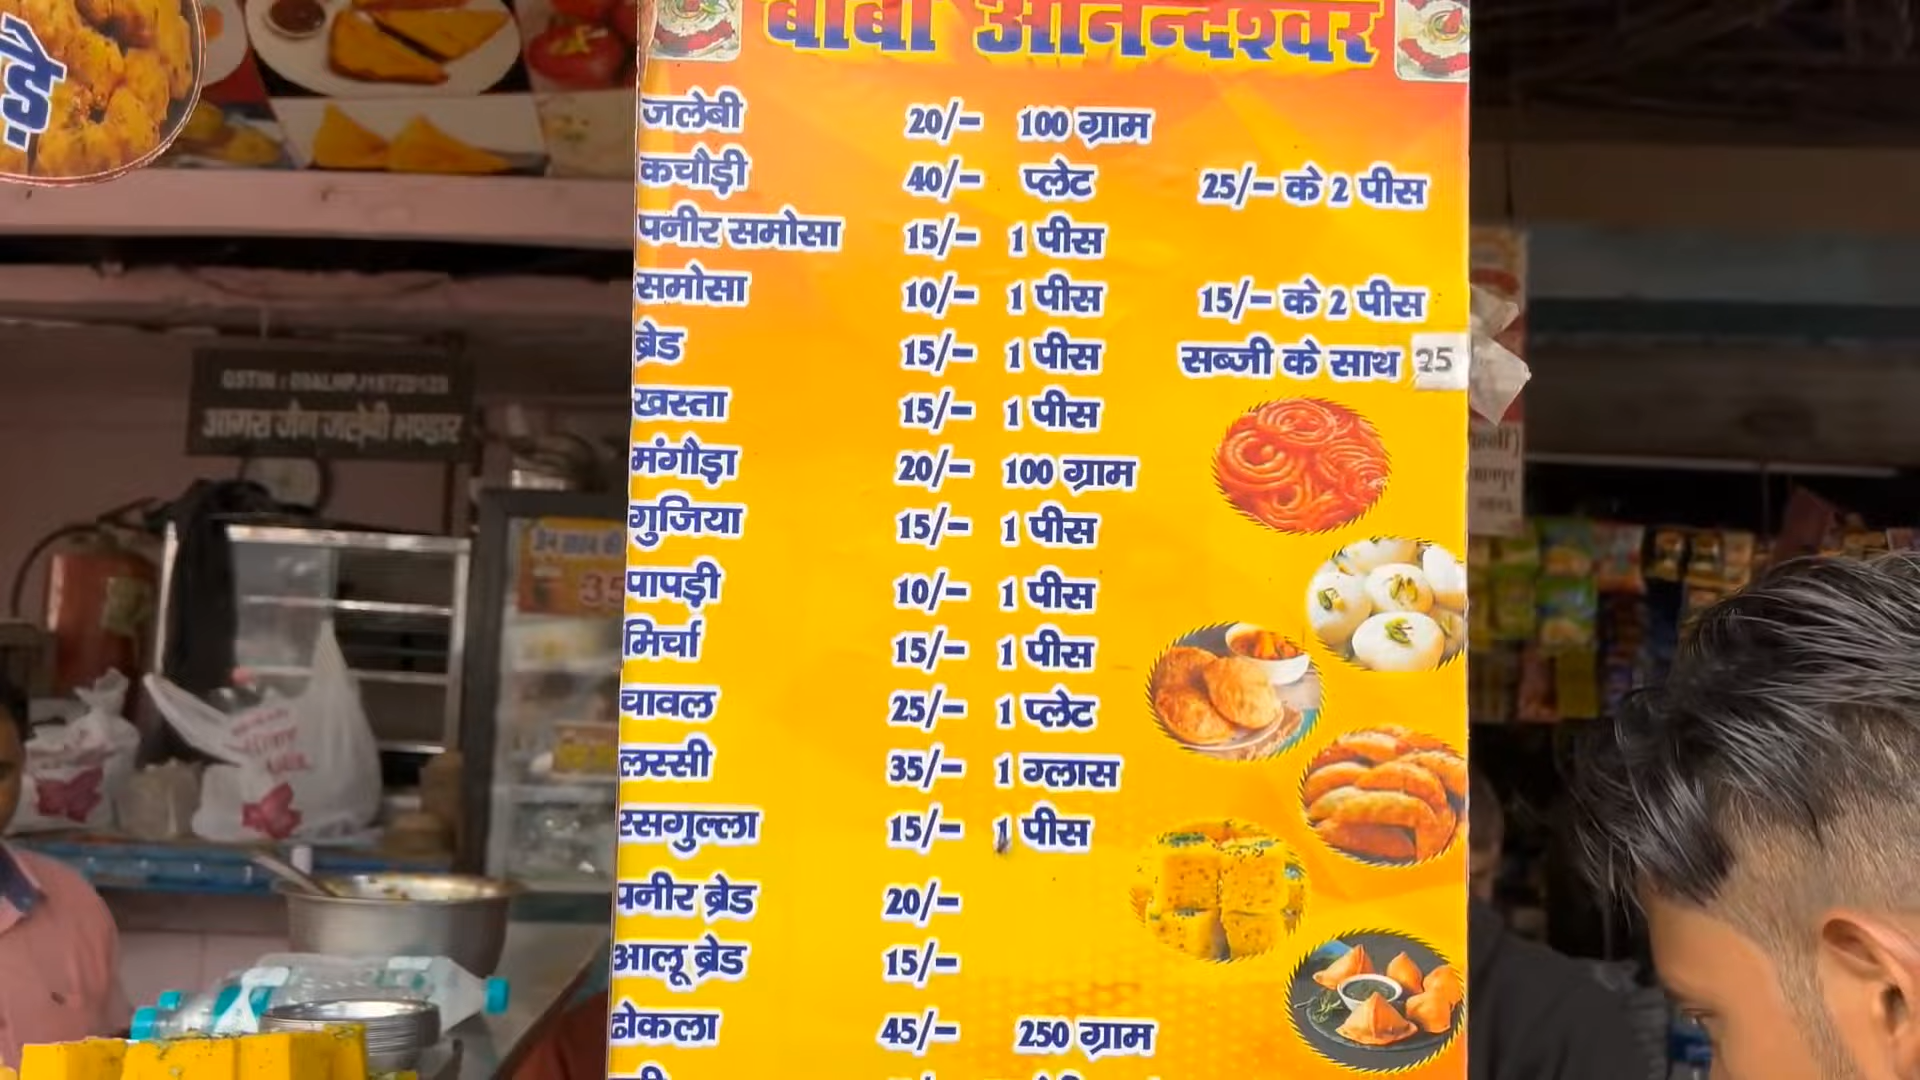 बाबा आनन्देश्वर
जलेबी 20/- 100 ग्राम
कचौड़ी 40/- प्लेट 25/- के 2 पीस
पनीर समोसा 15/- 1 पीस
समोसा 10/- 1 पीस 15/- के 2 पीस
ब्रेड 15/- 1 पीस सब्जी के साथ 25
खस्ता 15/- 1 पीस
मंगौड़ा 20/- 100 ग्राम
गुजिया 15/- 1 पीस
पापड़ी 10/- 1 पीस
मिर्चा 15/- 1 पीस
चावल 25/- 1 प्लेट
लस्सी 35/- 1 ग्लास
रसगुल्ला 15/- 1 पीस
पनीर ब्रेड 20/-
आलू ब्रेड 15/-
ढोकला 45/- 250 ग्राम
आगरा जैन जलेबी भण्डार
35